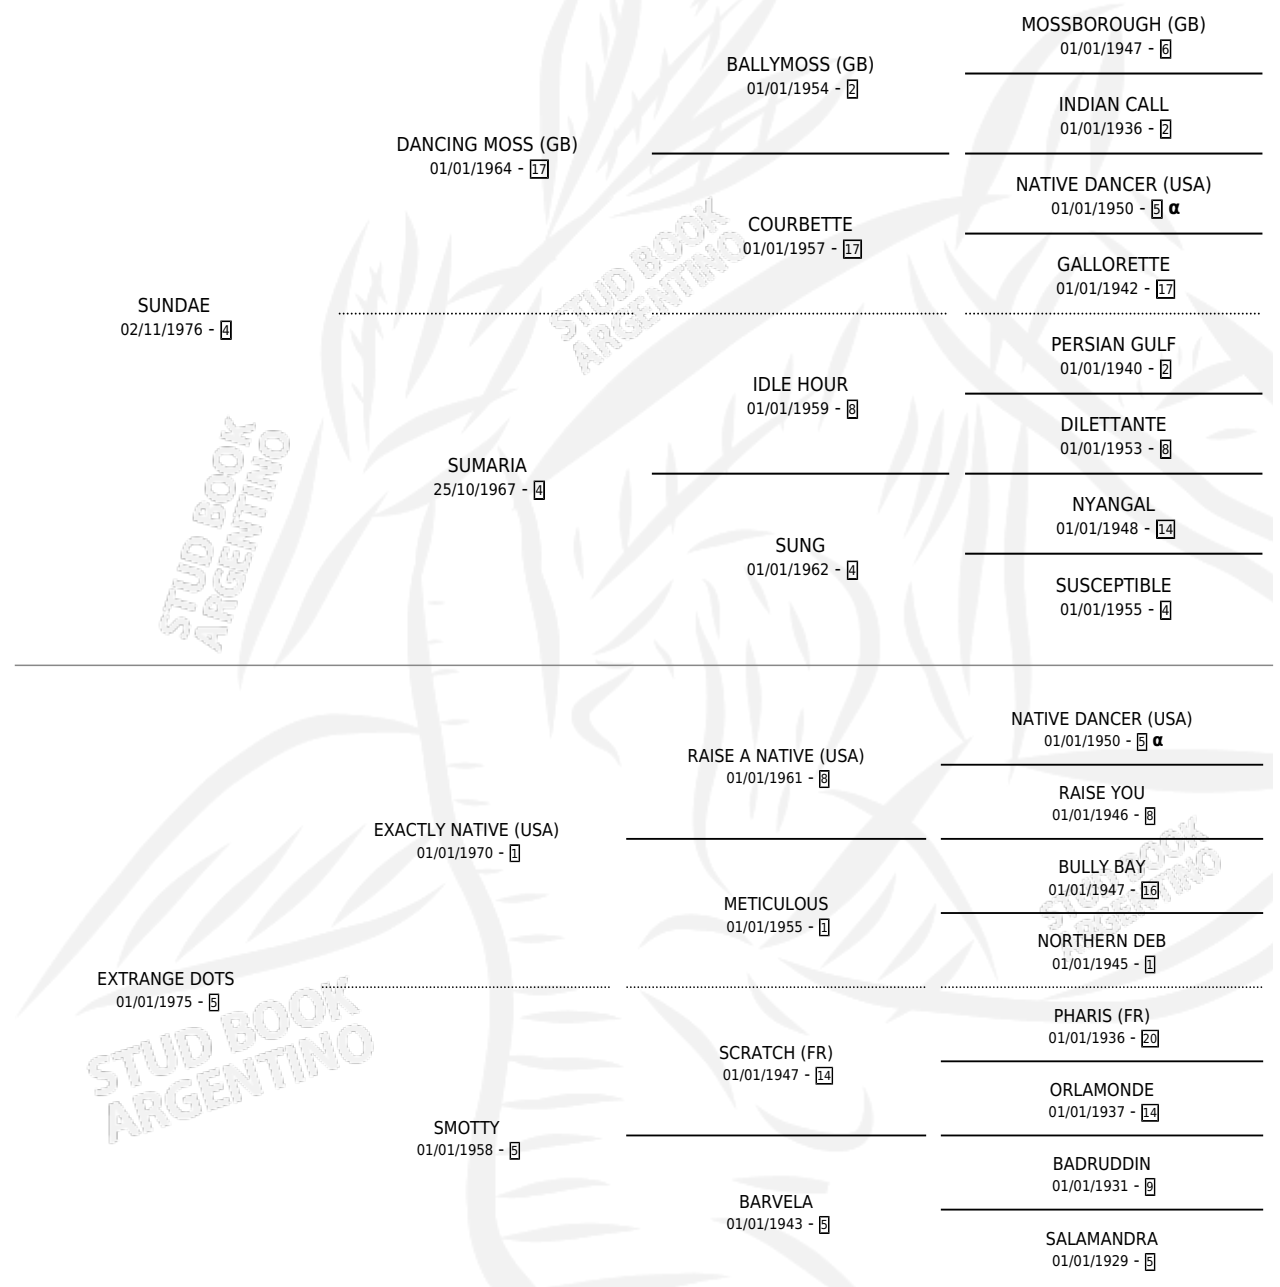 MOSSBOROUGH (GB)
01/01/1947 - 6
BALLYMOSS (GB)
01/01/1954 - 2
INDIAN CALL
01/01/1936 - 2
DANCING MOSS (GB)
01/01/1964 - 17
NATIVE DANCER (USA)
01/01/1950 - 5 α
COURBETTE
01/01/1957 - 17
GALLORETTE
01/01/1942 - 17
SUNDAE
02/11/1976 - 4
PERSIAN GULF
01/01/1940 - 2
IDLE HOUR
01/01/1959 - 8
DILETTANTE
01/01/1953 - 8
SUMARIA
25/10/1967 - 4
NYANGAL
01/01/1948 - 14
SUNG
01/01/1962 - 4
SUSCEPTIBLE
01/01/1955 - 4
STUD BOOK
ARGENTINO
STUD BOOK
ARGENTINO
NATIVE DANCER (USA)
01/01/1950 - 5 α
RAISE A NATIVE (USA)
01/01/1961 - 8
RAISE YOU
01/01/1946 - 8
EXACTLY NATIVE (USA)
01/01/1970 - 1
BULLY BAY
01/01/1947 - 16
METICULOUS
01/01/1955 - 1
NORTHERN DEB
01/01/1945 - 1
EXTRANGE DOTS
01/01/1975 - 5
PHARIS (FR)
01/01/1936 - 20
SCRATCH (FR)
01/01/1947 - 14
ORLAMONDE
01/01/1937 - 14
SMOTTY
01/01/1958 - 5
BADRUDDIN
01/01/1931 - 9
BARVELA
01/01/1943 - 5
SALAMANDRA
01/01/1929 - 5
STUD BOOK
ARGENTINO
STUD BOOK
ARGENTINO